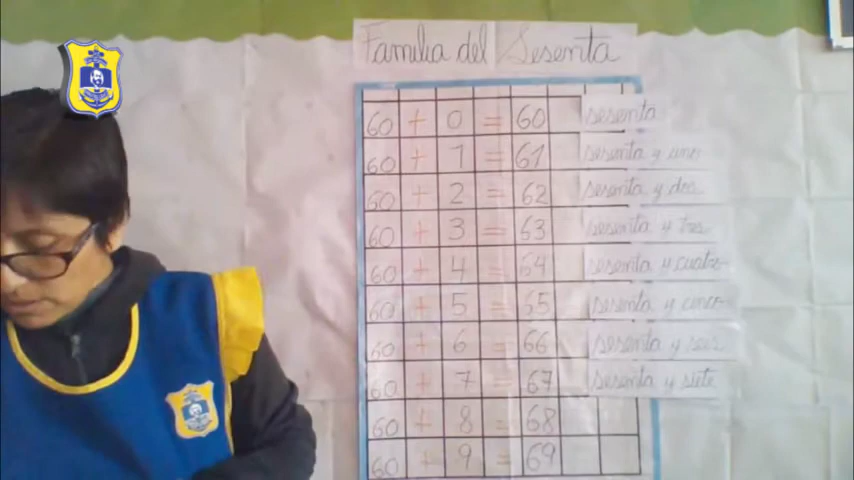 Familia del Sesenta
60 + 0 = 60 sesenta
60 + 1 = 61 sesenta y uno
60 + 2 = 62 sesenta y dos
60 + 3 = 63 sesenta y tres
60 + 4 = 64 sesenta y cuatro
60 + 5 = 65 sesenta y cinco
60 + 6 = 66 sesenta y seis
60 + 7 = 67 sesenta y siete
60 + 8 = 68
60 + 9 = 69